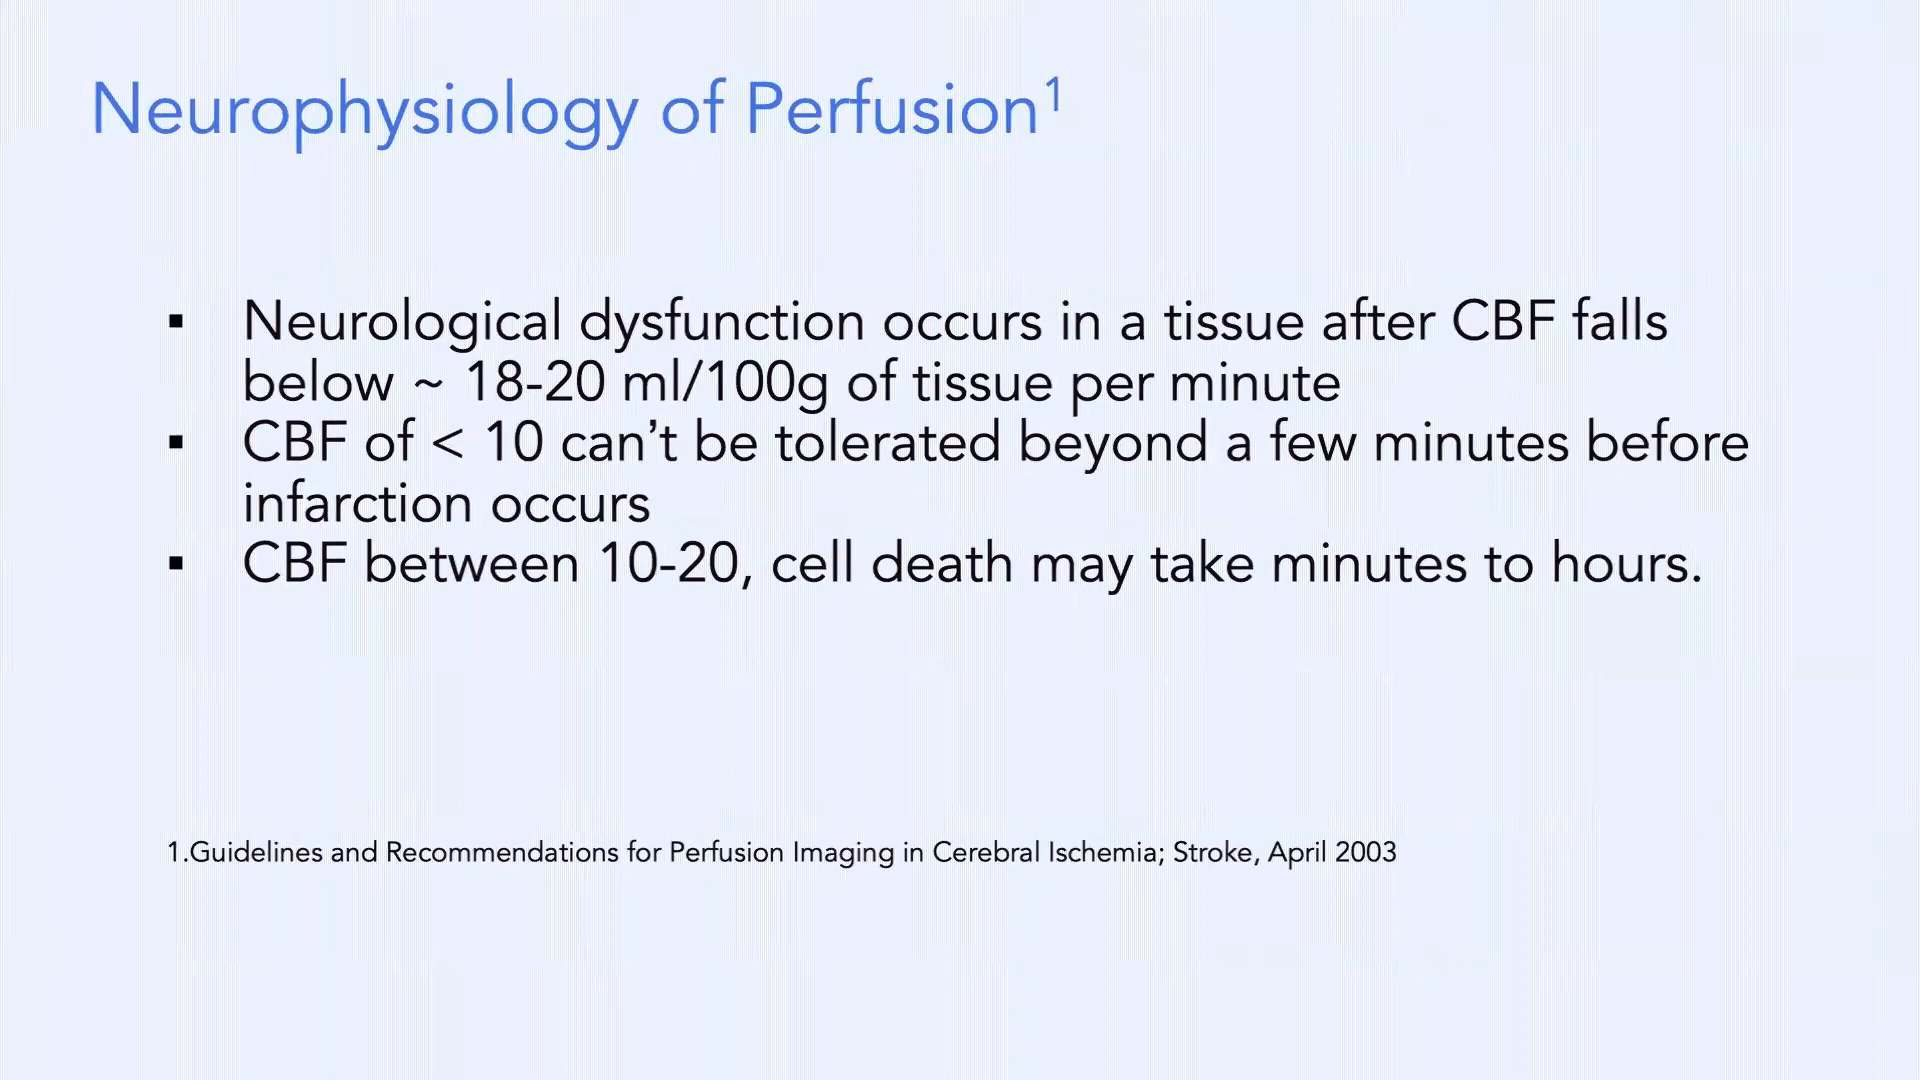 Neurophysiology of Perfusion¹
▪ Neurological dysfunction occurs in a tissue after CBF falls
below ~ 18-20 ml/100g of tissue per minute
▪ CBF of < 10 can’t be tolerated beyond a few minutes before
infarction occurs
▪ CBF between 10-20, cell death may take minutes to hours.
1.Guidelines and Recommendations for Perfusion Imaging in Cerebral Ischemia; Stroke, April 2003